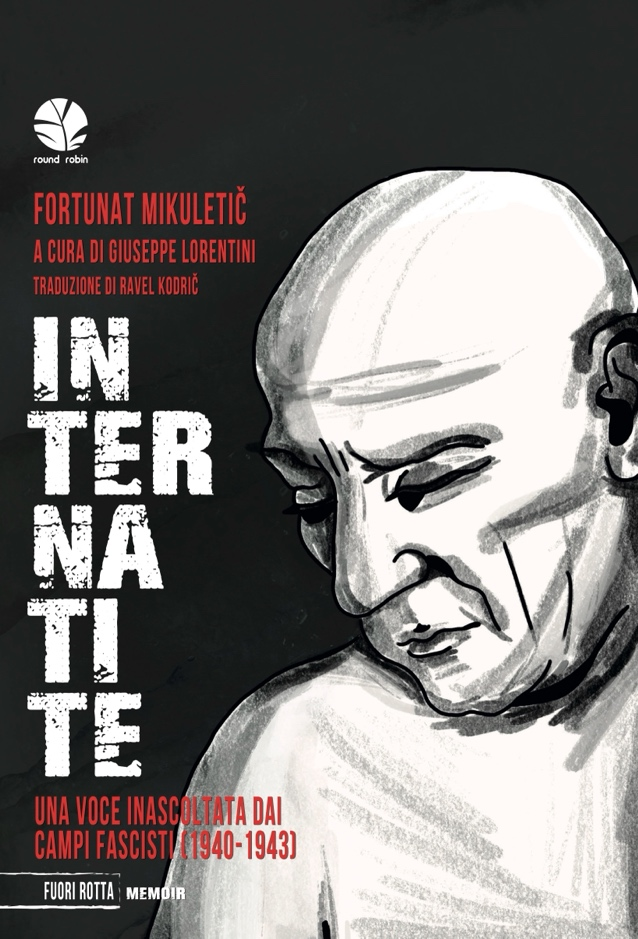 round robin
FORTUNAT MIKULETIČ
A CURA DI GIUSEPPE LORENTINI
TRADUZIONE DI RAVEL KODRIČ
IN
TER
NA
TI
TE
UNA VOCE INASCOLTATA DAI
CAMPI FASCISTI (1940-1943)
FUORI ROTTA MEMOIR